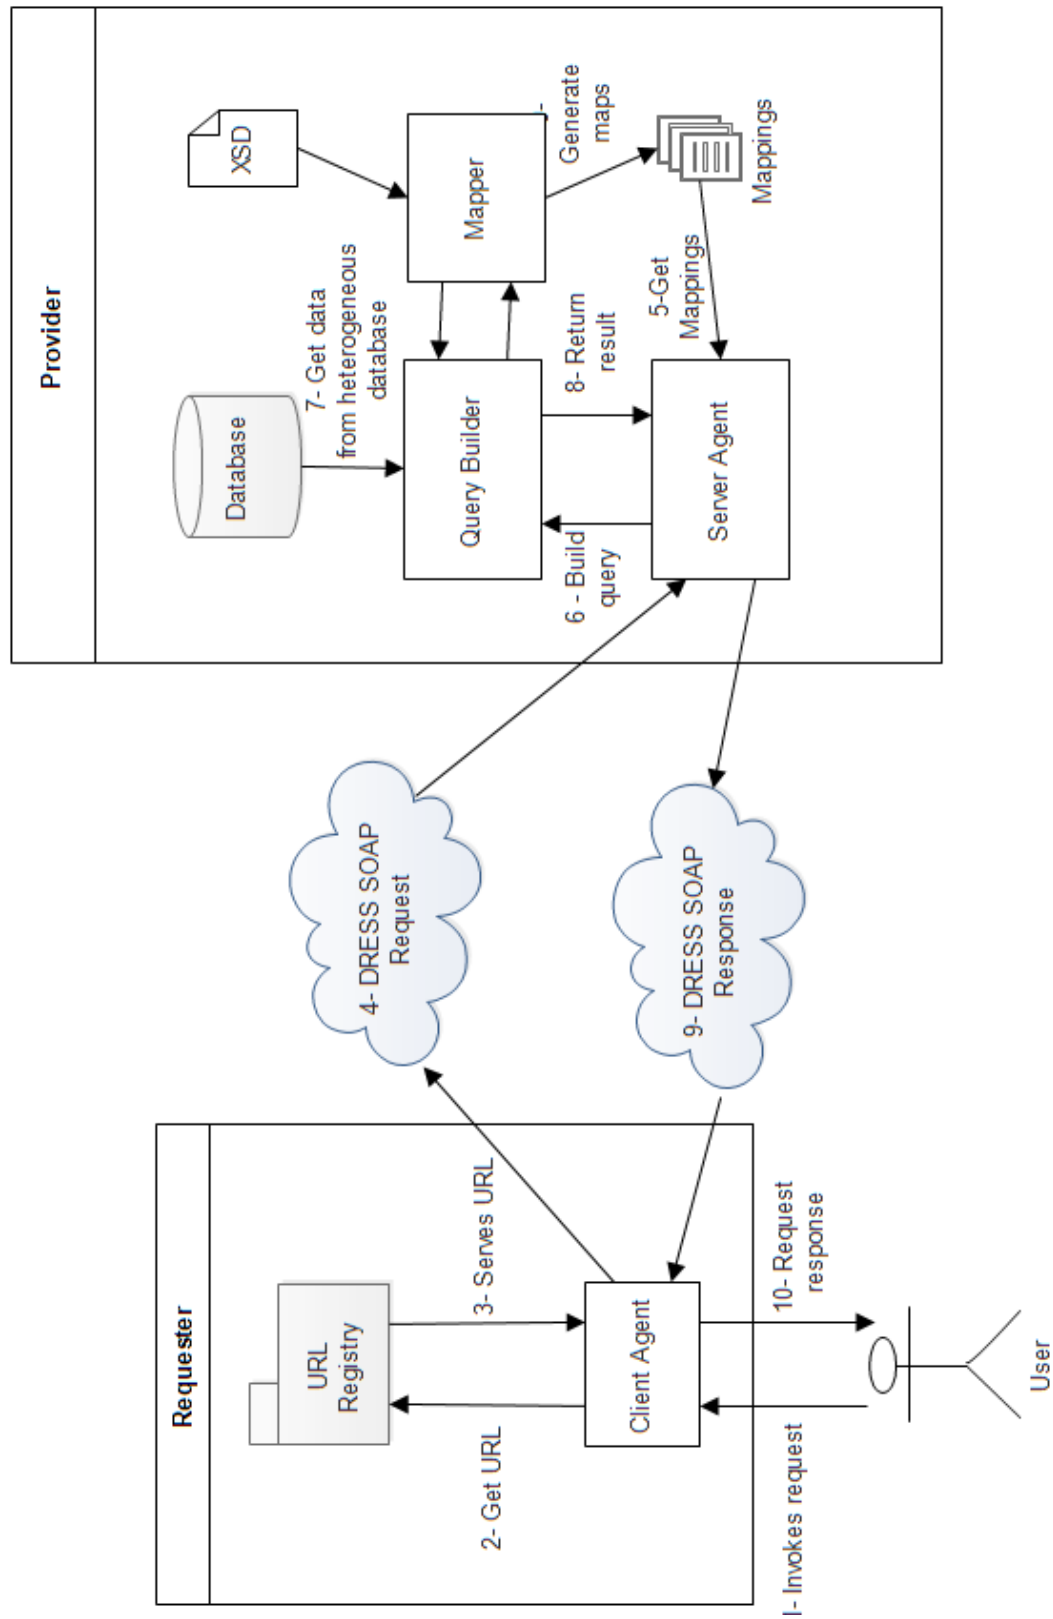 Provider
XSD
Mapper
-
Generate
maps
Mappings
Database
7- Get data
from heterogeneous
database
Query Builder
8- Return
result
5-Get
Mappings
6 - Build
query
Server Agent
4- DRESS SOAP
Request
9- DRESS SOAP
Response
Requester
URL
Registry
2- Get URL
3- Serves URL
Client Agent
I- Invokes request
10- Request
response
User